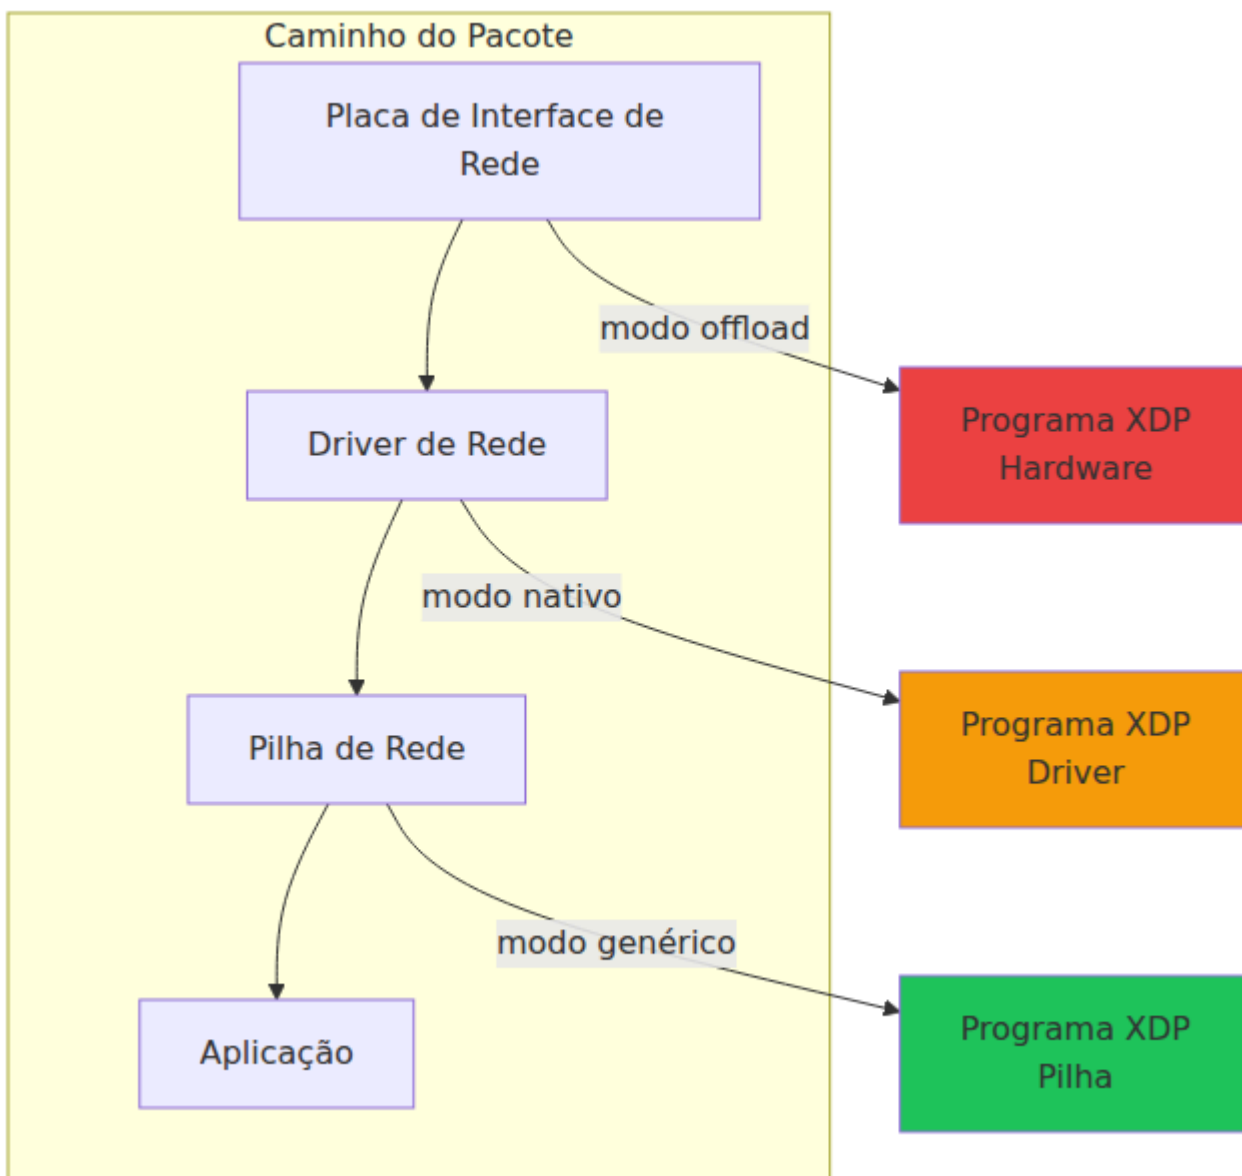 Caminho do Pacote
Placa de Interface de
Rede
modo offload
Programa XDP
Hardware
Driver de Rede
modo nativo
Programa XDP
Driver
Pilha de Rede
modo genérico
Programa XDP
Pilha
Aplicação